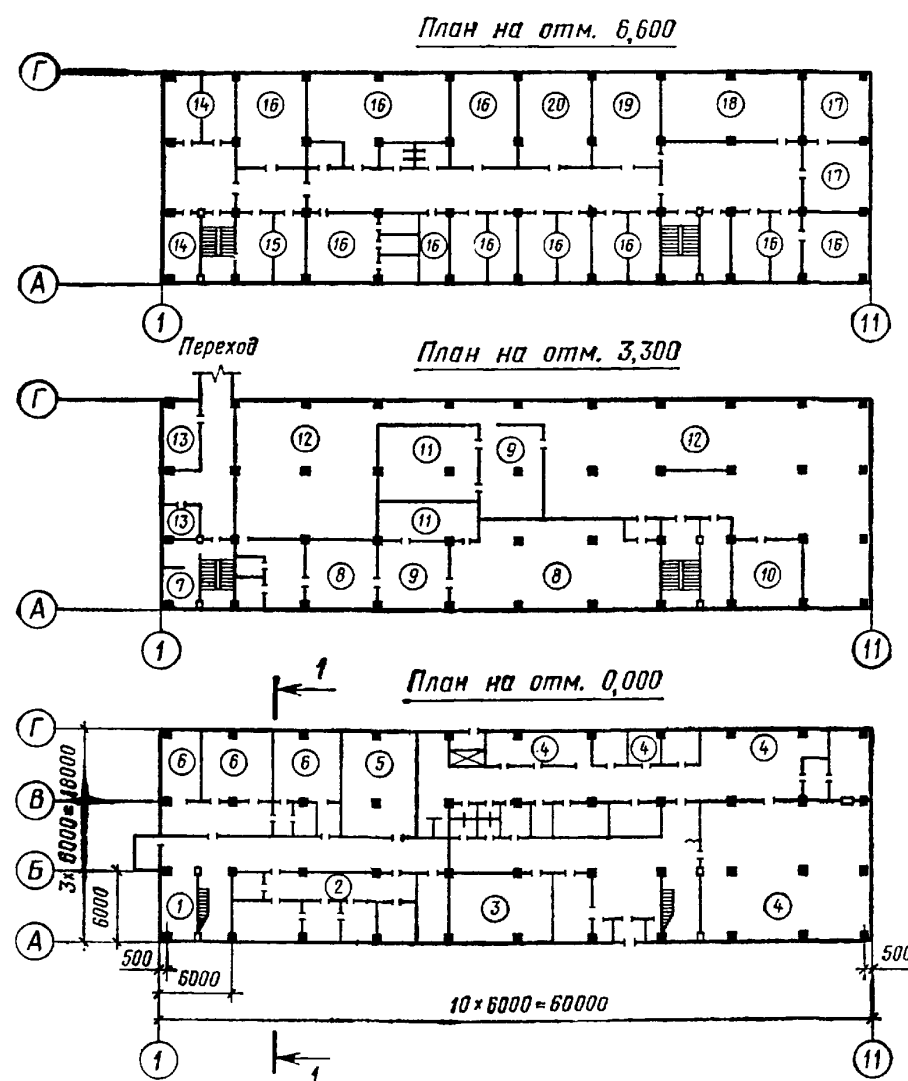 План на отм. 6,600
Г
14 16 16 16 20 19 18 17
17
14 15 16 16 16 16 16 16 16
А
1 11
Переход
План на отм. 3,300
Г
13 12 11 9 12
13 11
7 8 9 8 10
А
1 11
1
План на отм. 0,000
Г
6 6 6 5 4 4 4
В
3×6000=18000
Б
6000
1 2 3 4
А
500 6000 500
10×6000=60000
1 1 11